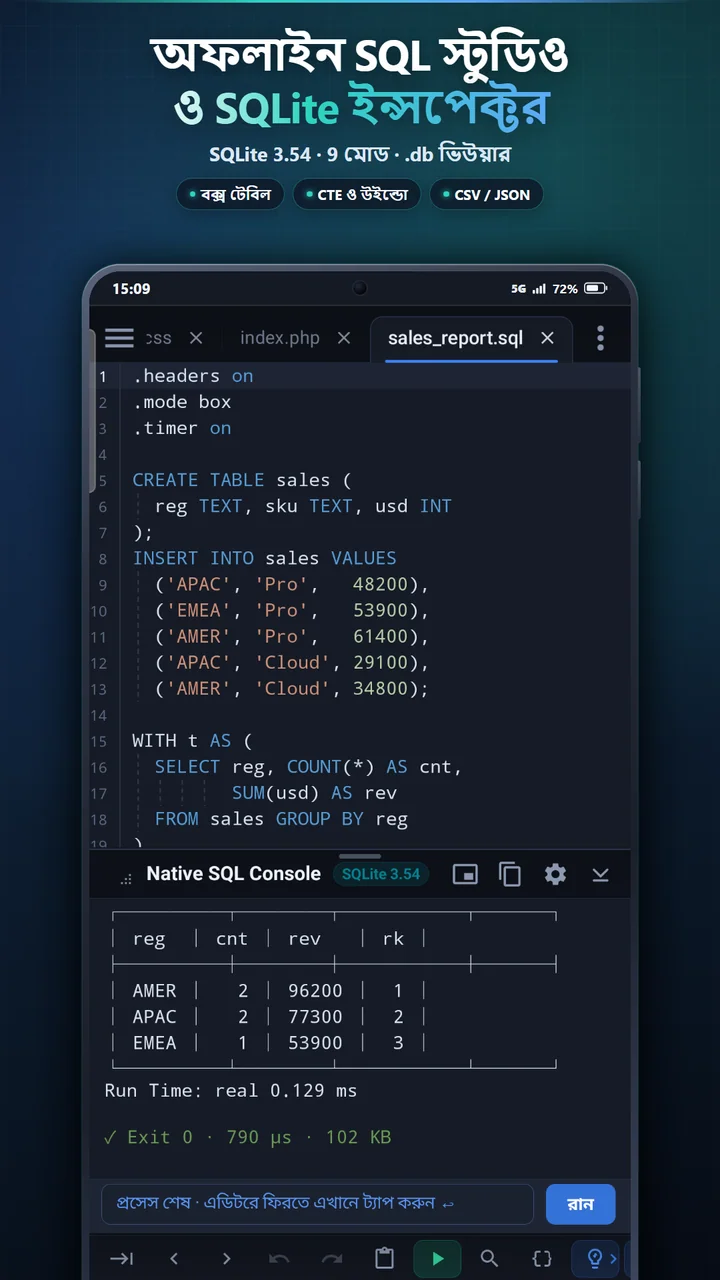 অফলাইন SQL স্টুডিও
ও SQLite ইন্সপেক্টর
SQLite 3.54 · 9 মোড · .db ভিউয়ার
বক্স টেবিল
CTE ও উইন্ডো
CSV / JSON
15:09
5G 72%
css
index.php
sales_report.sql
1 .headers on
2 .mode box
3 .timer on
4
5 CREATE TABLE sales (
6   reg TEXT, sku TEXT, usd INT
7 );
8 INSERT INTO sales VALUES
9   ('APAC', 'Pro',   48200),
10   ('EMEA', 'Pro',   53900),
11   ('AMER', 'Pro',   61400),
12   ('APAC', 'Cloud', 29100),
13   ('AMER', 'Cloud', 34800);
14
15 WITH t AS (
16   SELECT reg, COUNT(*) AS cnt,
17          SUM(usd) AS rev
18   FROM sales GROUP BY reg
19 )
Native SQL Console SQLite 3.54
│ reg │ cnt │ rev │ rk │
│ AMER │ 2 │ 96200 │ 1 │
│ APAC │ 2 │ 77300 │ 2 │
│ EMEA │ 1 │ 53900 │ 3 │
Run Time: real 0.129 ms
✓ Exit 0 · 790 µs · 102 KB
প্রসেস শেষ · এডিটরে ফিরতে এখানে ট্যাপ করুন ↩
রান